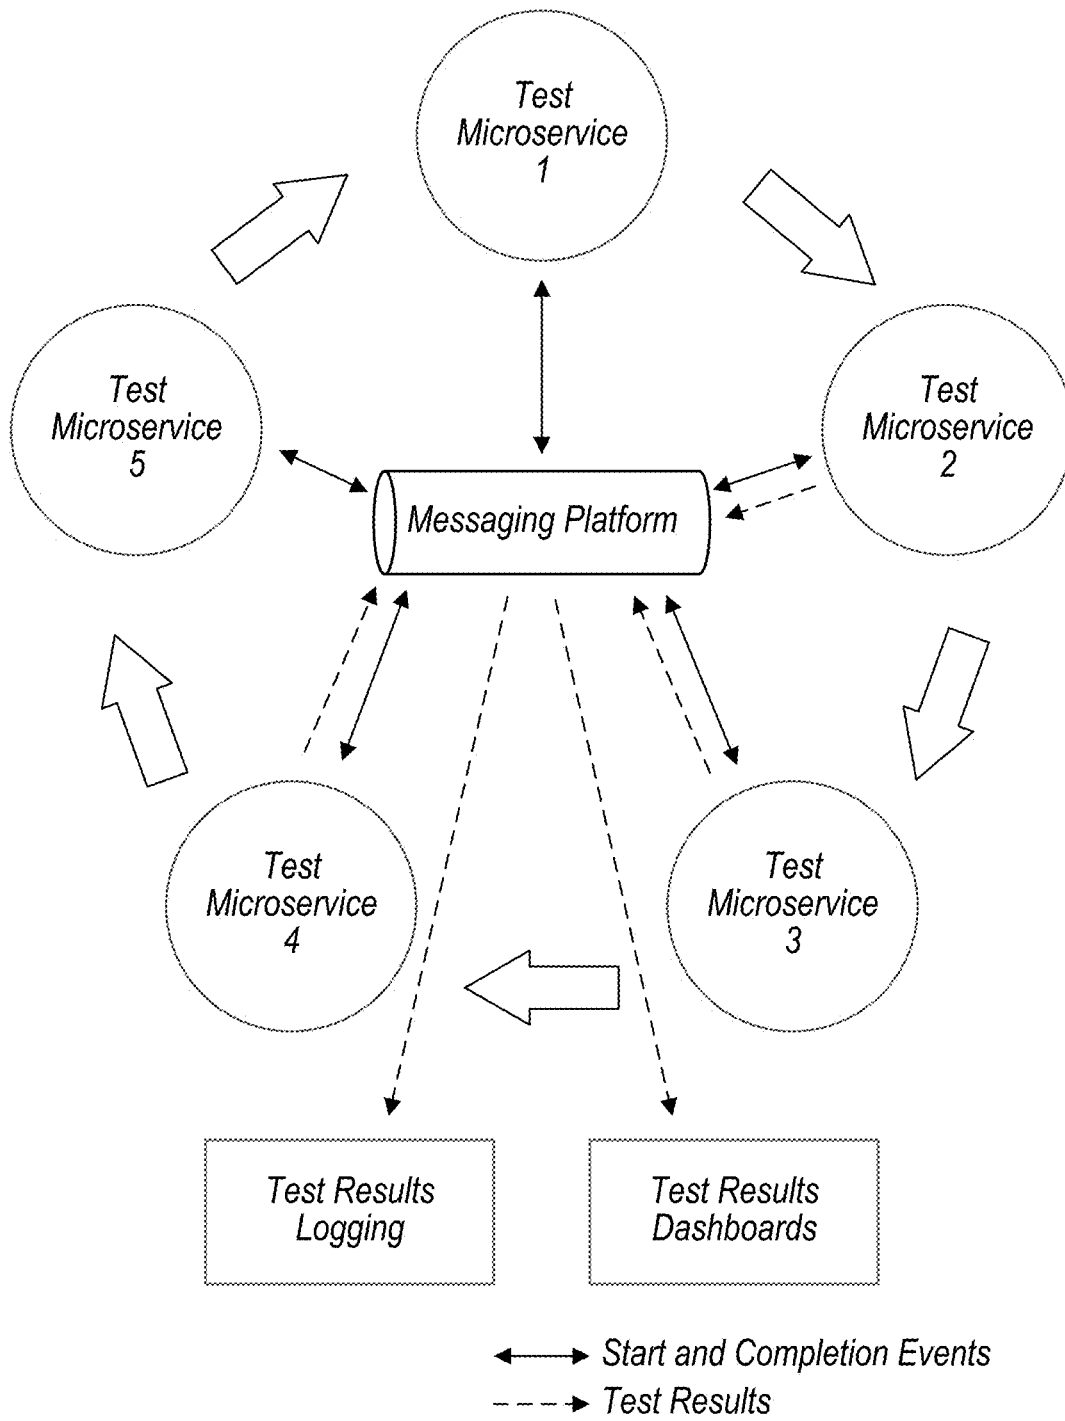 Test
Microservice
1
Test
Microservice
5
Test
Microservice
2
Messaging Platform
Test
Microservice
4
Test
Microservice
3
Test Results
Logging
Test Results
Dashboards
Start and Completion Events
Test Results